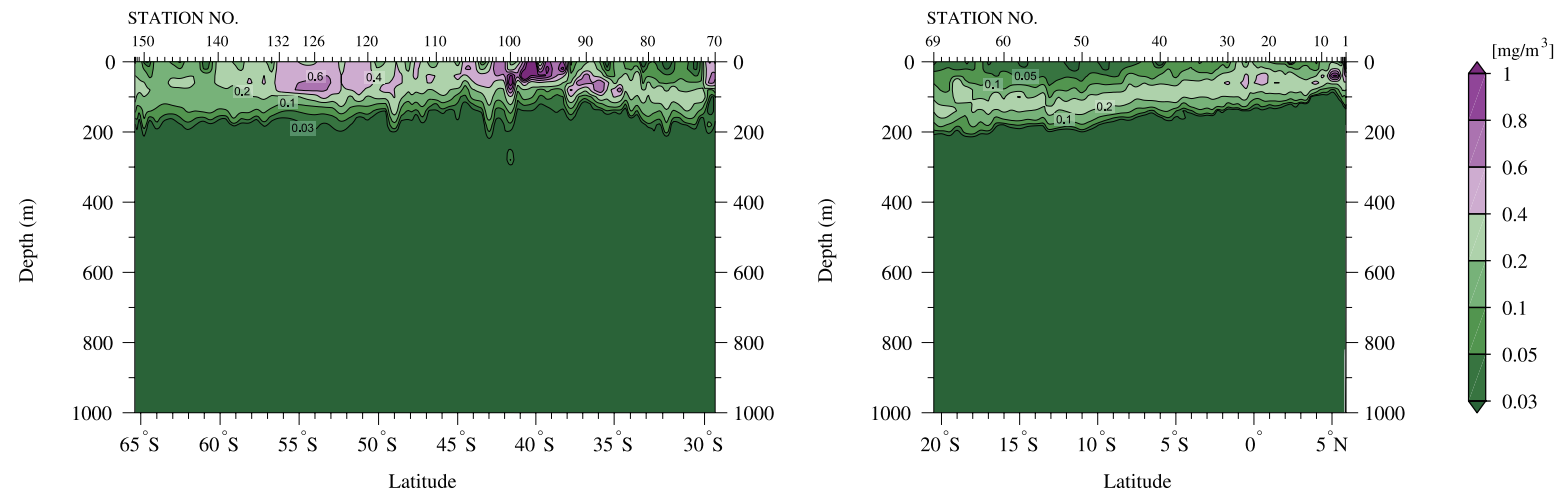 STATION NO.
150 140 132 126 120 110 100 90 80 70
0 0
200 200
400 400
600 600
800 800
1000 1000
Depth (m)
0.6 0.4
0.2
0.1
0.03
65°S 60°S 55°S 50°S 45°S 40°S 35°S 30°S
Latitude
STATION NO.
69 60 50 40 30 20 10 1
0 0
200 200
400 400
600 600
800 800
1000 1000
Depth (m)
0.05
0.1
0.2
0.1
20°S 15°S 10°S 5°S 0° 5°N
Latitude
[mg/m3]
1
0.8
0.6
0.4
0.2
0.1
0.05
0.03